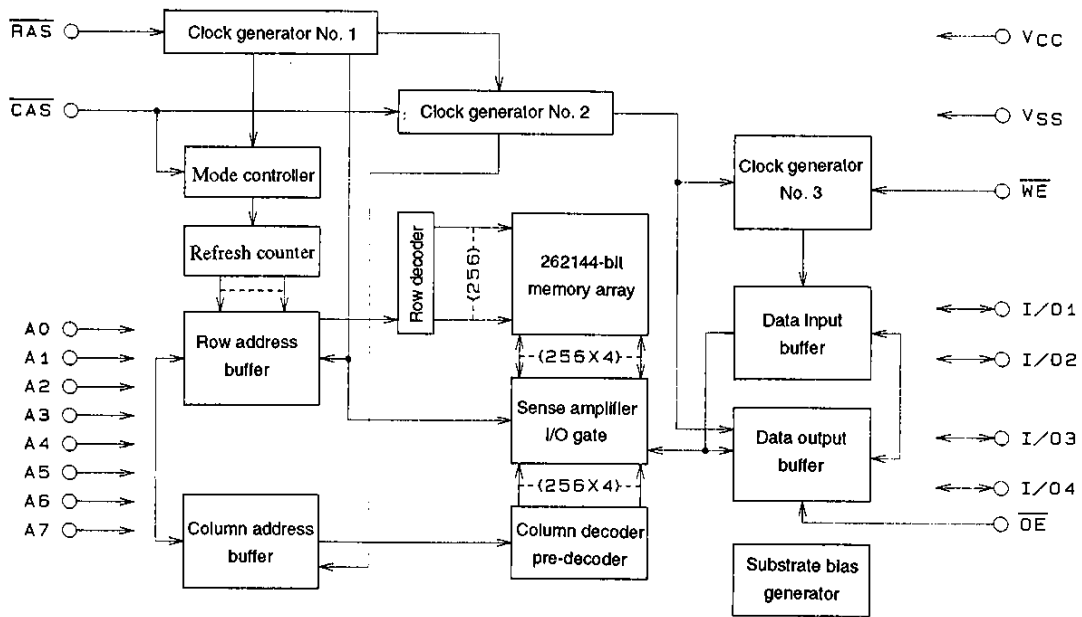 RAS
Clock generator No. 1
VCC
CAS
Clock generator No. 2
VSS
Mode controller
Clock generator
No. 3
WE
Refresh counter
Row decoder
(256)
262144-bit
memory array
A0
A1
A2
A3
A4
A5
A6
A7
Row address
buffer
(256X4)
Data Input
buffer
I/O1
I/O2
Sense amplifier
I/O gate
Data output
buffer
I/O3
I/O4
(256X4)
Column address
buffer
Column decoder
pre-decoder
OE
Substrate bias
generator